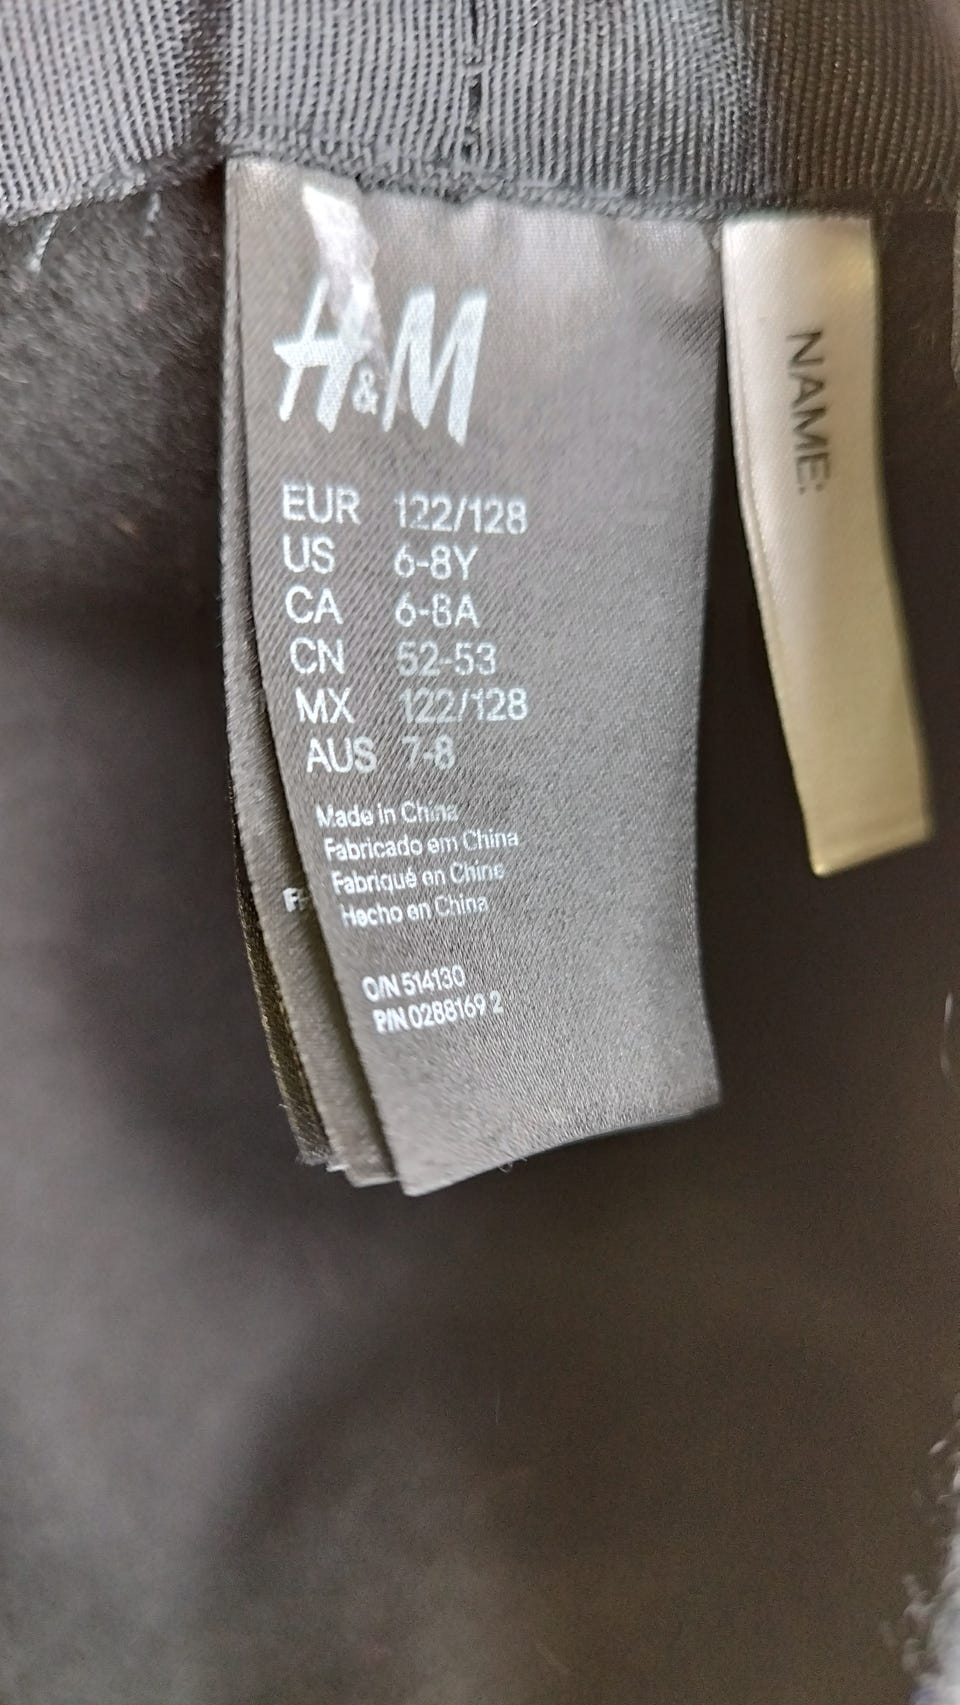 H&M
EUR 122/128
US 6-8Y
CA 6-8A
CN 52-53
MX 122/128
AUS 7-8
Made in China
Fabricado em China
Fabriqué en Chine
Hecho en China
O/N 514130
P/N 0288169 2
NAME: